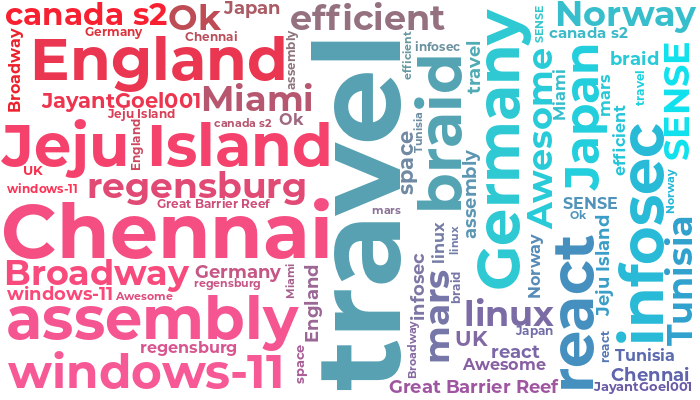 canada s2
Ok
Japan
efficient
SENSE
Norway
Germany
Chennai
canada s2
Broadway
England
assembly
efficient
infosec
travel
Germany
Awesome
Miami
Japan
mars
braid
travel
SENSE
JayantGoel001
Miami
Jeju Island
canada s2
Ok
travel
braid
Tunisia
space
efficient
infosec
Jeju Island
England
UK
windows-11
regensburg
Great Barrier Reef
mars
assembly
Norway
SENSE
Ok
Chennai
Jeju Island
Tunisia
Broadway
Germany
regensburg
Miami
England
infosec
linux
linux
Norway
react
windows-11
Awesome
assembly
mars
braid
linux
Japan
UK
react
Awesome
react
regensburg
windows-11
space
Broadway
Tunisia
Chennai
Great Barrier Reef
JayantGoel001